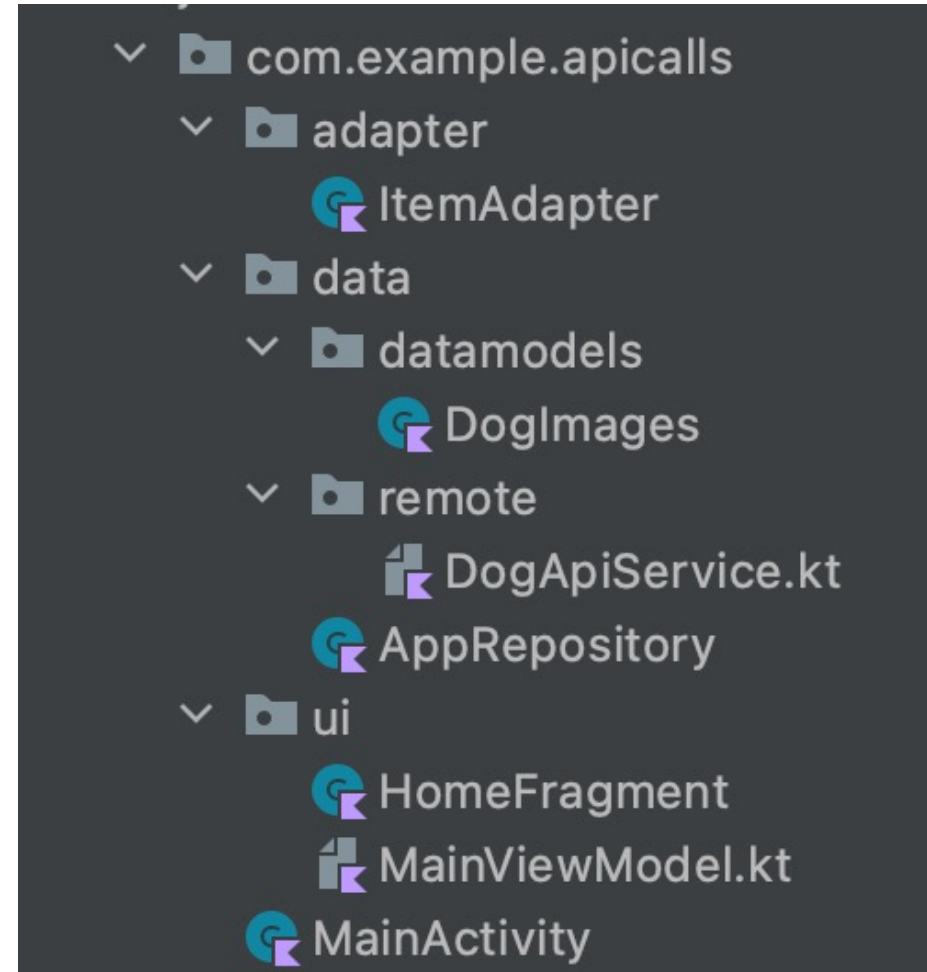 com.example.apicalls
adapter
ItemAdapter
data
datamodels
DogImages
remote
DogApiService.kt
AppRepository
ui
HomeFragment
MainViewModel.kt
MainActivity